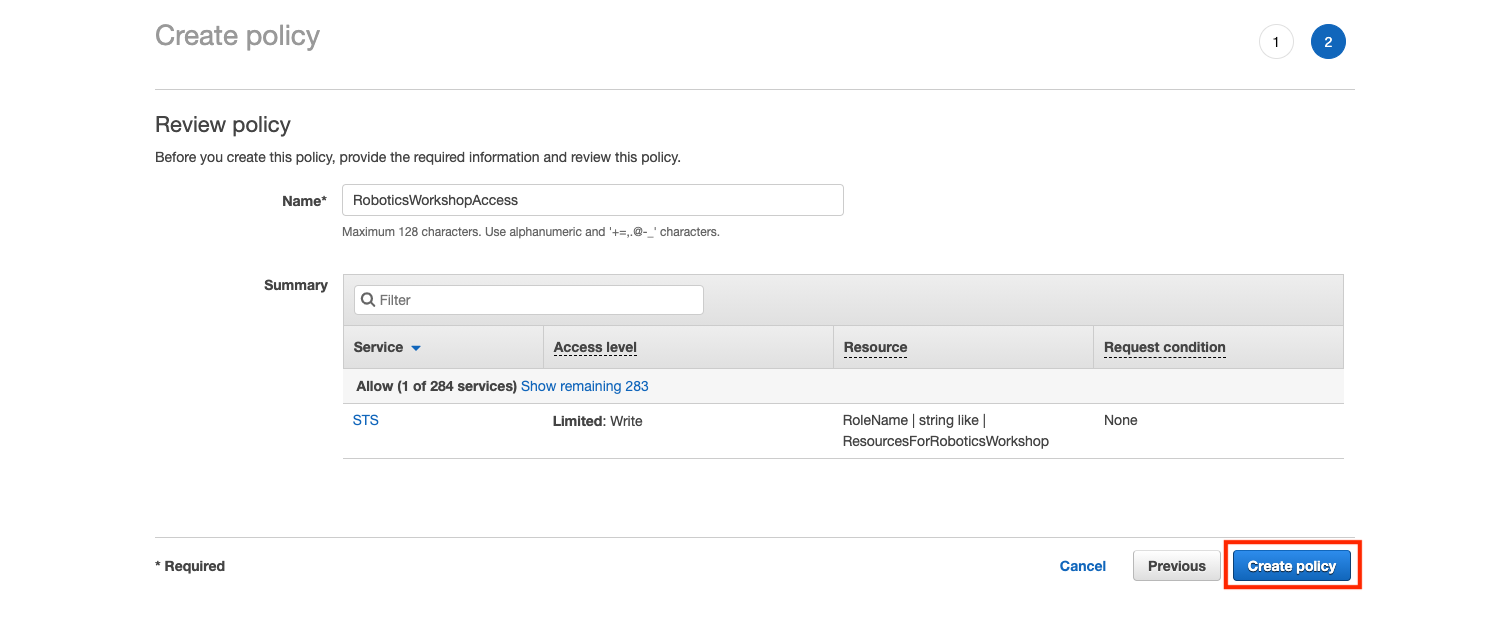 Create policy
1
2
Review policy
Before you create this policy, provide the required information and review this policy.
Name* RoboticsWorkshopAccess
Maximum 128 characters. Use alphanumeric and '+=,.@-_' characters.
Summary
Filter
Service Access level Resource Request condition
Allow (1 of 284 services) Show remaining 283
STS Limited: Write RoleName | string like | None
ResourcesForRoboticsWorkshop
* Required Cancel Previous Create policy